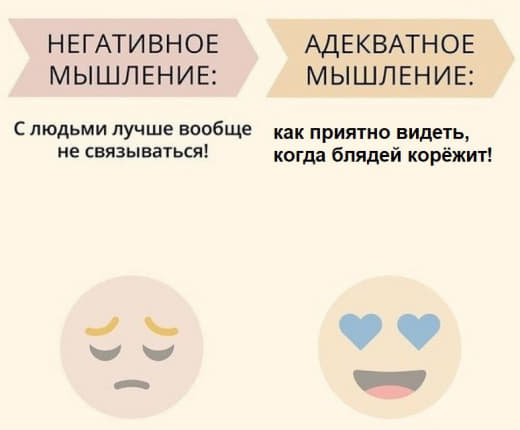 НЕГАТИВНОЕ
МЫШЛЕНИЕ:
С людьми лучше вообще
не связываться!
АДЕКВАТНОЕ
МЫШЛЕНИЕ:
как приятно видеть,
когда блядей корёжит!